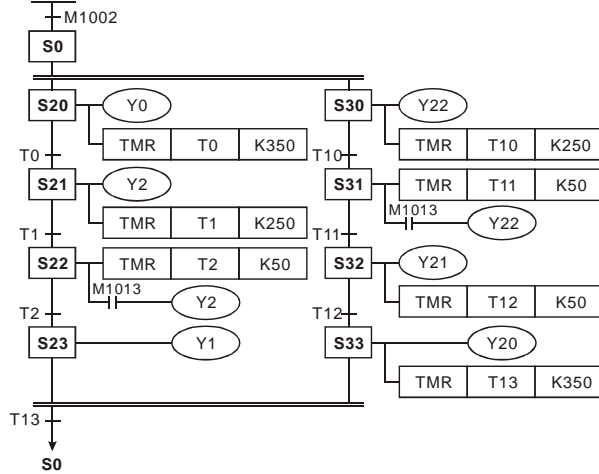 M1002
S0
S20 Y0 S30 Y22
TMR T0 K350 TMR T10 K250
T0 T10
S21 Y2 S31 TMR T11 K50
M1013 Y22
TMR T1 K250
T1 T11
S22 TMR T2 K50 S32 Y21
M1013 Y2 TMR T12 K50
T2 T12
S23 Y1 S33 Y20
TMR T13 K350
T13
S0